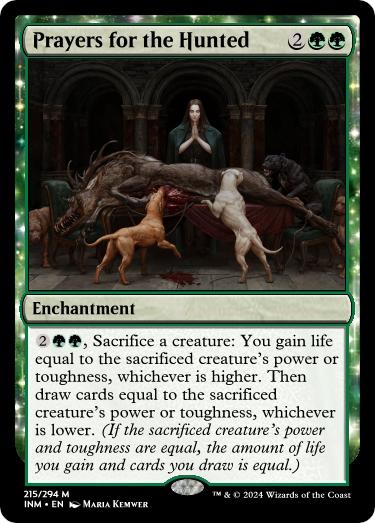 Prayers for the Hunted 2
Enchantment
2, Sacrifice a creature: You gain life
equal to the sacrificed creature's power or
toughness, whichever is higher. Then
draw cards equal to the sacrificed
creature's power or toughness, whichever
is lower. (If the sacrificed creature's power
and toughness are equal, the amount of life
you gain and cards you draw is equal.)
215/294 M
INM • EN Maria Kemwer
™ & © 2024 Wizards of the Coast